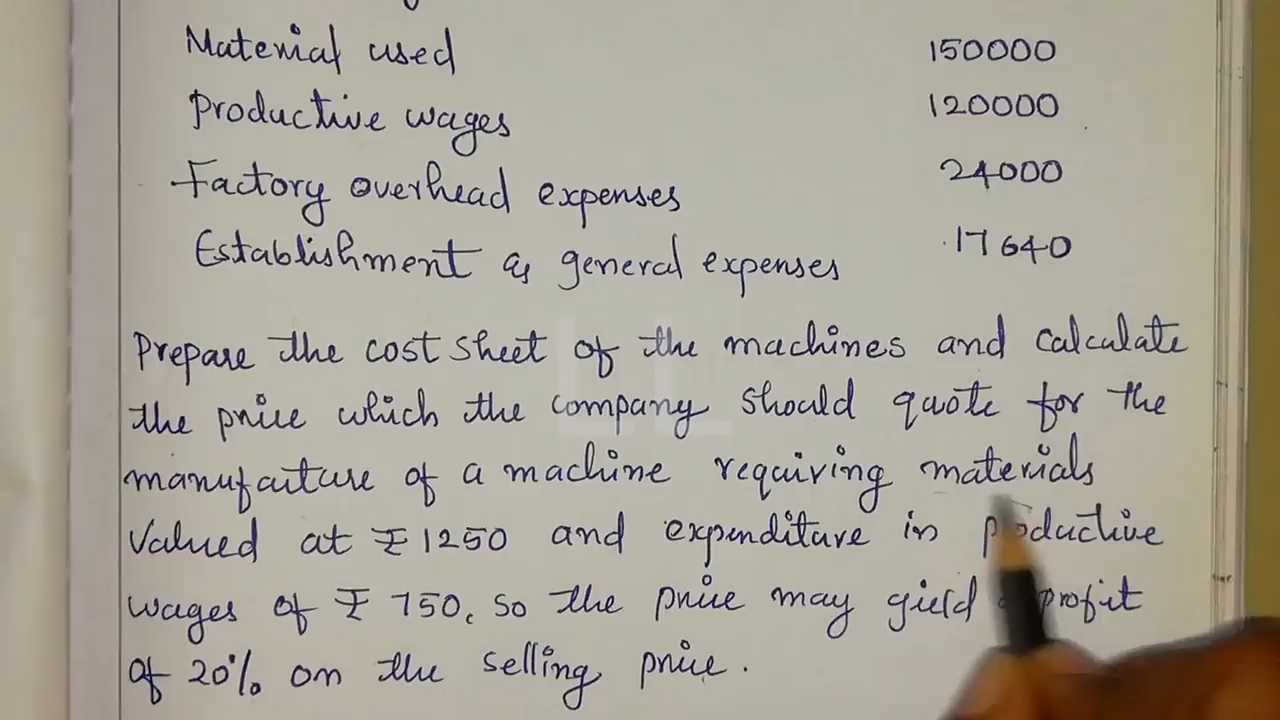 Material used 150000
Productive wages 120000
Factory overhead expenses 24000
Establishment & general expenses 17640
Prepare the cost sheet of the machines and calculate
the price which the company should quote for the
manufacture of a machine requiring materials
valued at ₹ 1250 and expenditure in productive
wages of ₹ 750. so the price may yield a profit
of 20% on the selling price.
LL